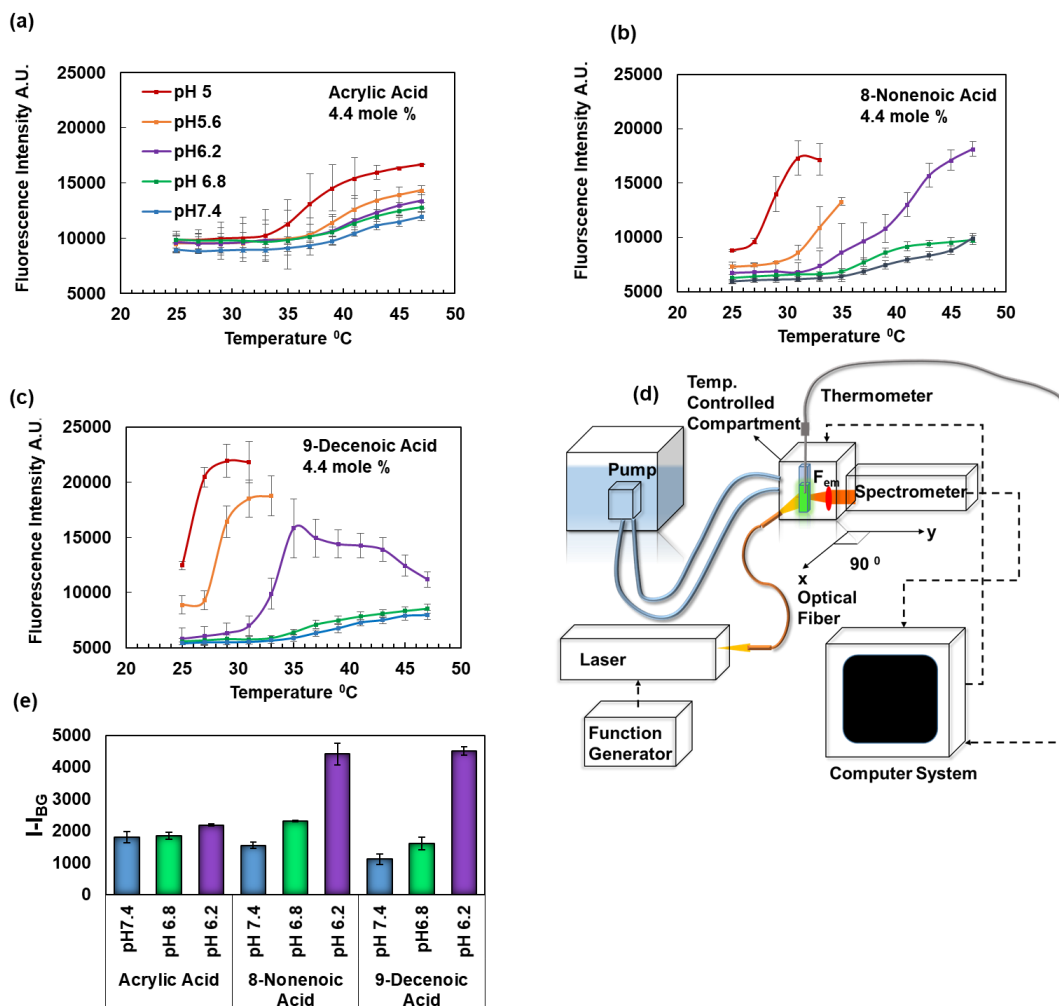 (a)
25000
20000
15000
10000
5000
Fluorescence Intensity A.U.
pH 5
pH5.6
pH6.2
pH 6.8
pH7.4
Acrylic Acid
4.4 mole %
20 25 30 35 40 45 50
Temperature ⁰C
(b)
25000
20000
15000
10000
5000
Fluorescence Intensity A.U.
8-Nonenoic Acid
4.4 mole %
20 25 30 35 40 45 50
Temperature ⁰C
(c)
25000
20000
15000
10000
5000
Fluorescence Intensity A.U.
9-Decenoic Acid
4.4 mole %
20 25 30 35 40 45 50
Temperature ⁰C
(d)
Temp.
Controlled
Compartment
Thermometer
Pump
Fem
Spectrometer
y
90 ⁰
x
Optical
Fiber
Laser
Function
Generator
Computer System
(e)
5000
4000
3000
2000
1000
0
I-IBG
pH7.4
pH 6.8
pH 6.2
pH 7.4
pH 6.8
pH 6.2
pH 7.4
pH6.8
pH 6.2
Acrylic Acid
8-Nonenoic
Acid
9-Decenoic
Acid